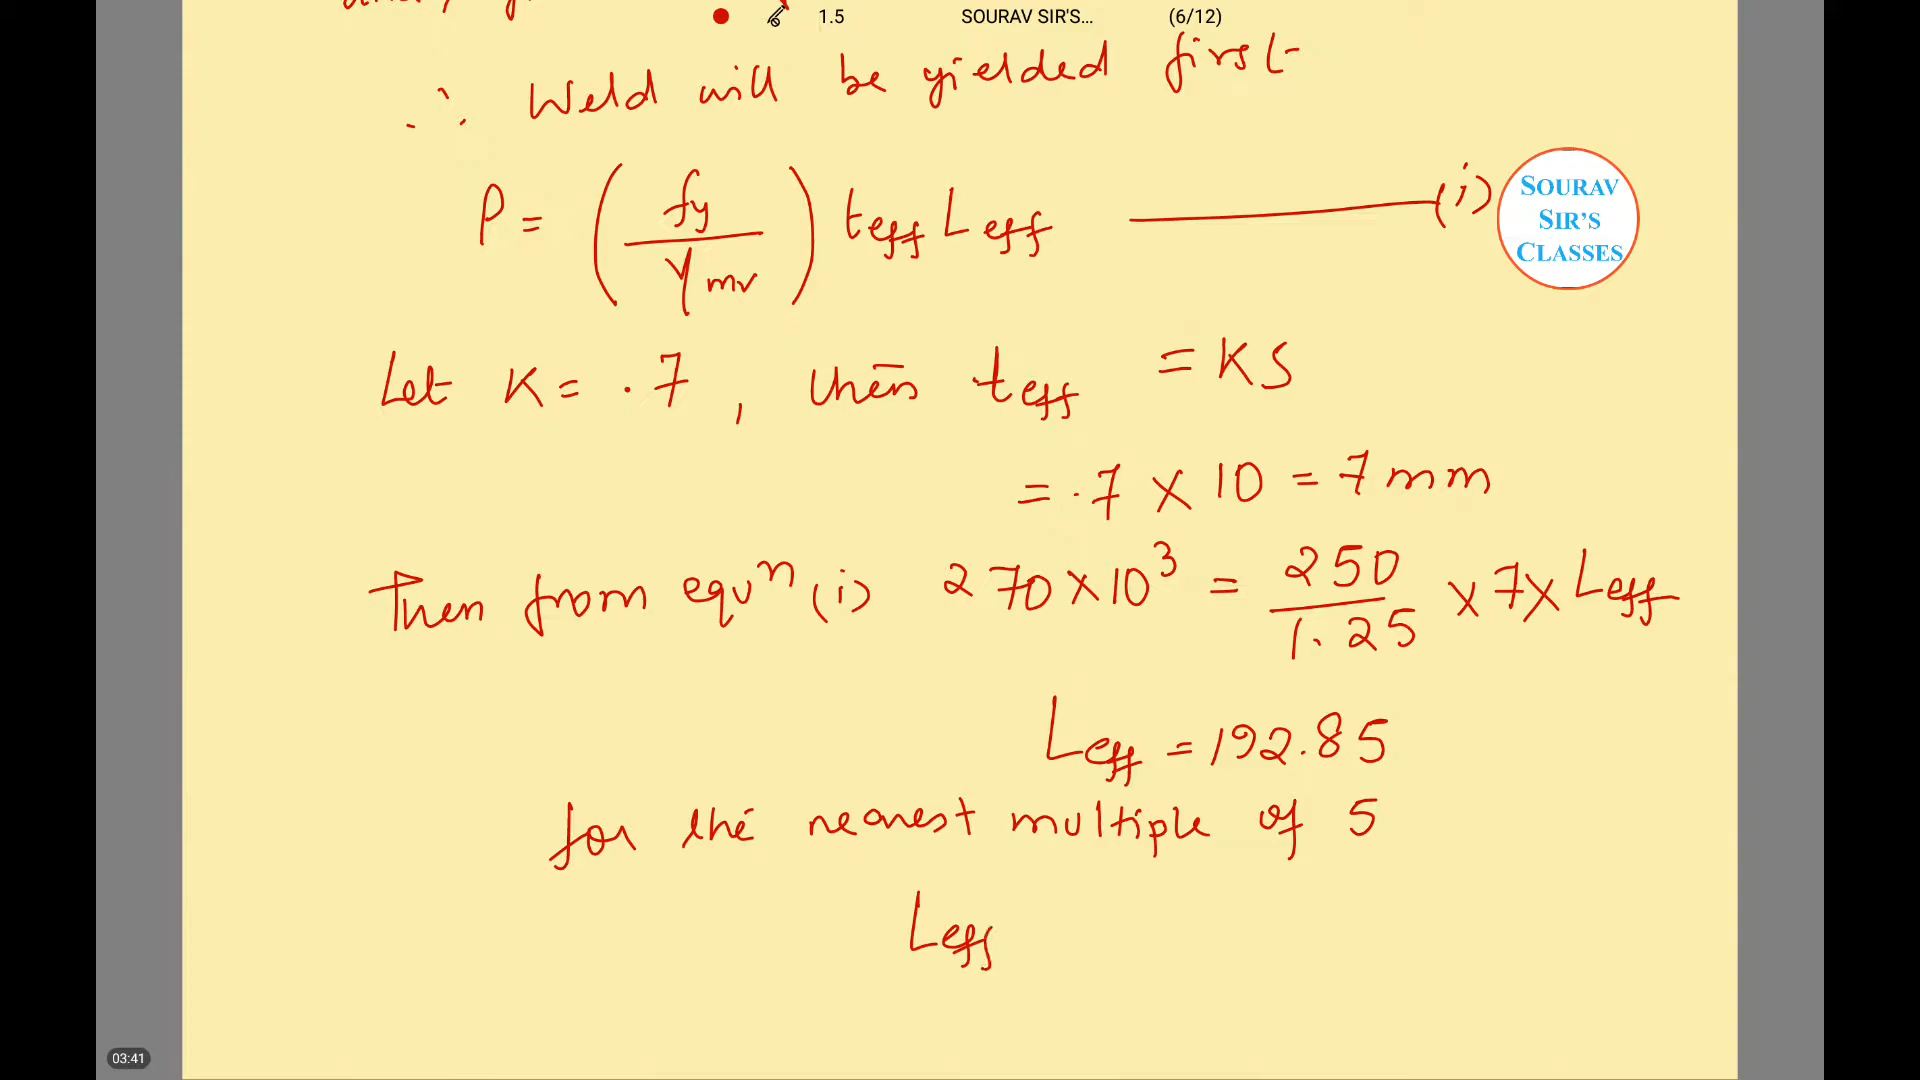 1.5 SOURAV SIR'S... (6/12)
∴ Weld will be yielded first
P = (fy / γmv) teff Leff ——— (i)
SOURAV
SIR'S
CLASSES
Let K = .7, then teff = KS
= .7 × 10 = 7 mm
Then from equn (i) 270×10³ = 250/1.25 × 7 × Leff
Leff = 192.85
for the nearest multiple of 5
Leff
03:41